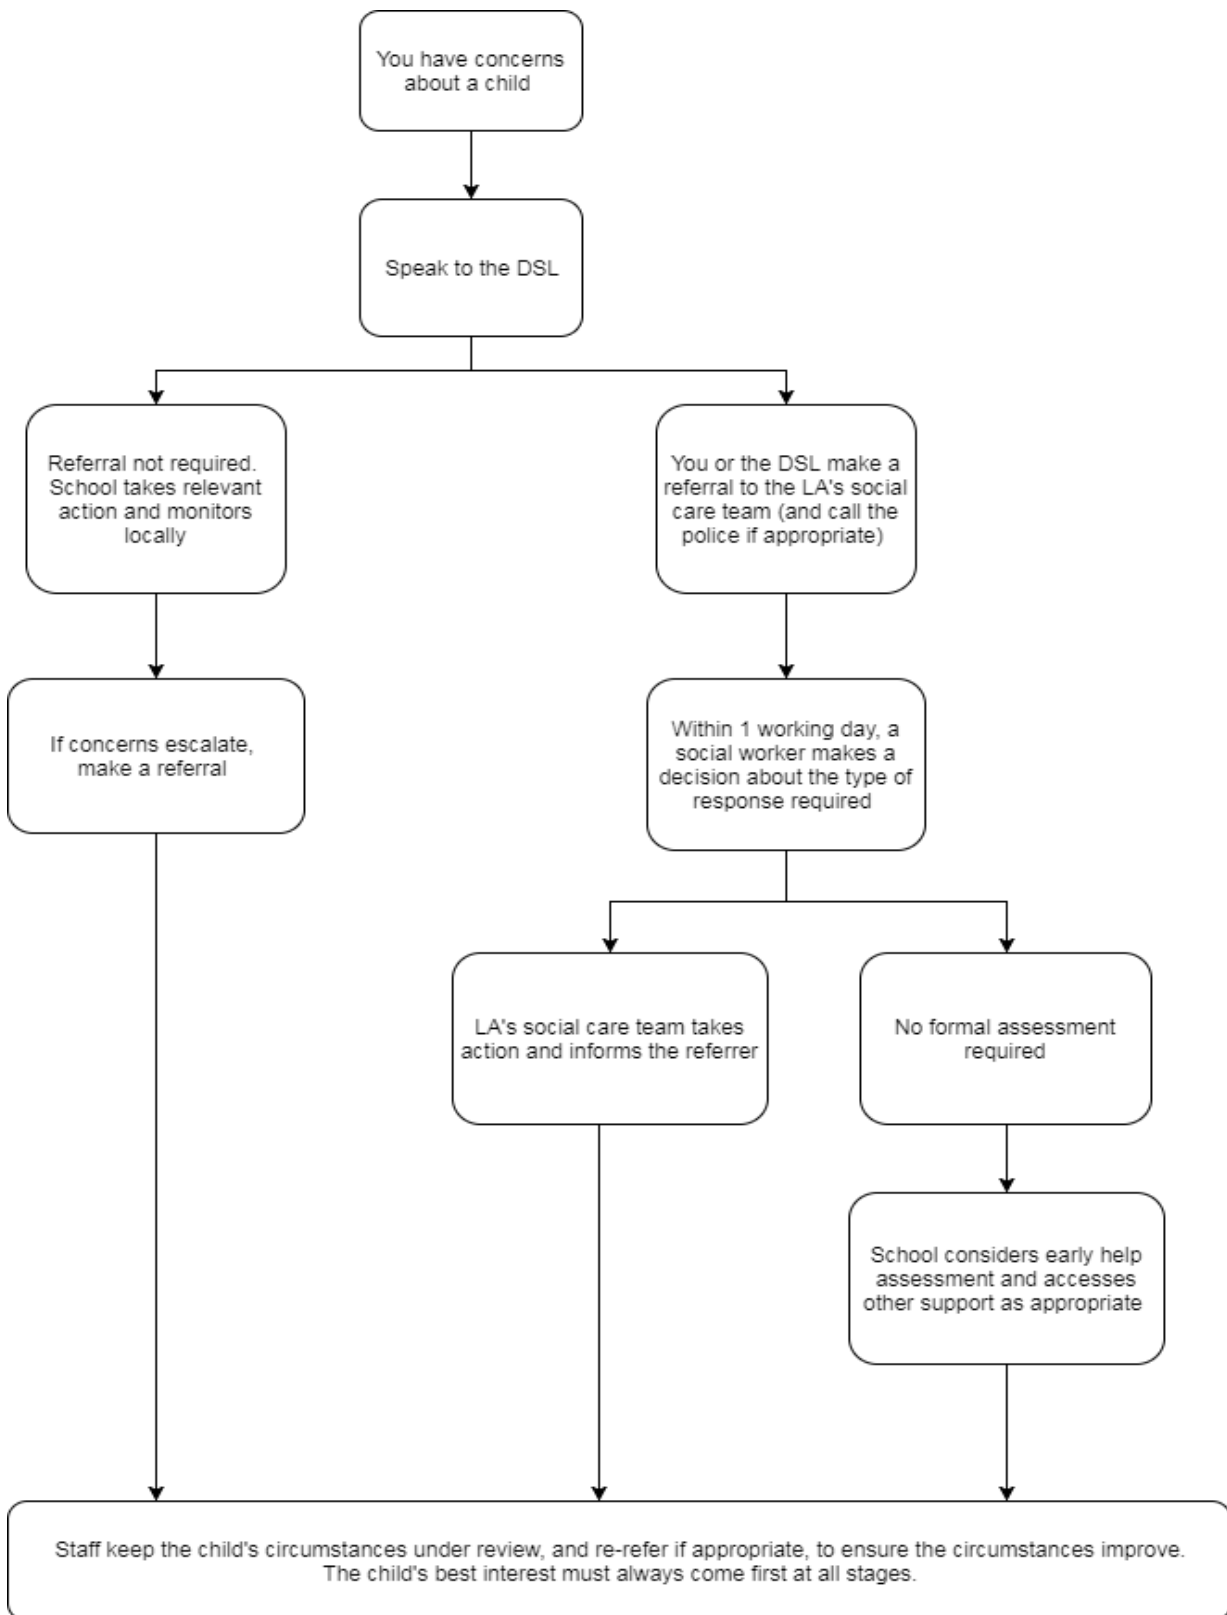 You have concerns
about a child
Speak to the DSL
Referral not required.
School takes relevant
action and monitors
locally
You or the DSL make a
referral to the LA's social
care team (and call the
police if appropriate)
If concerns escalate,
make a referral
Within 1 working day, a
social worker makes a
decision about the type of
response required
LA's social care team takes
action and informs the referrer
No formal assessment
required
School considers early help
assessment and accesses
other support as appropriate
Staff keep the child's circumstances under review, and re-refer if appropriate, to ensure the circumstances improve.
The child's best interest must always come first at all stages.